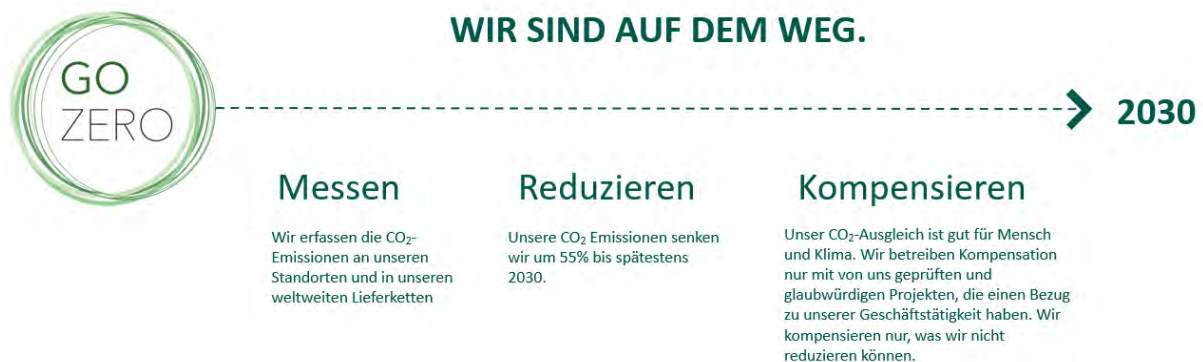 WIR SIND AUF DEM WEG.
GO
ZERO
2030
Messen
Wir erfassen die CO₂-
Emissionen an unseren
Standorten und in unseren
weltweiten Lieferketten
Reduzieren
Unsere CO₂ Emissionen senken
wir um 55% bis spätestens
2030.
Kompensieren
Unser CO₂-Ausgleich ist gut für Mensch
und Klima. Wir betreiben Kompensation
nur mit von uns geprüften und
glaubwürdigen Projekten, die einen Bezug
zu unserer Geschäftstätigkeit haben. Wir
kompensieren nur, was wir nicht
reduzieren können.